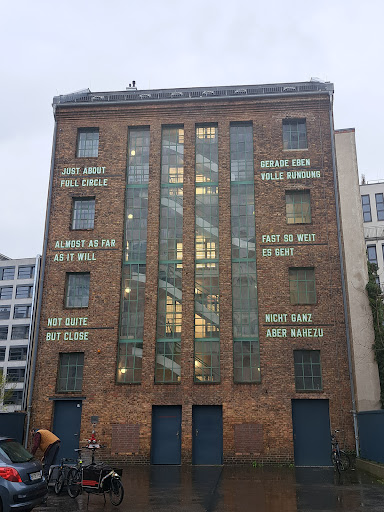 JUST ABOUT
FULL CIRCLE
ALMOST AS FAR
AS IT WILL
NOT QUITE
BUT CLOSE
GERADE EBEN
VOLLE RUNDUNG
FAST SO WEIT
ES GEHT
NICHT GANZ
ABER NAHEZU